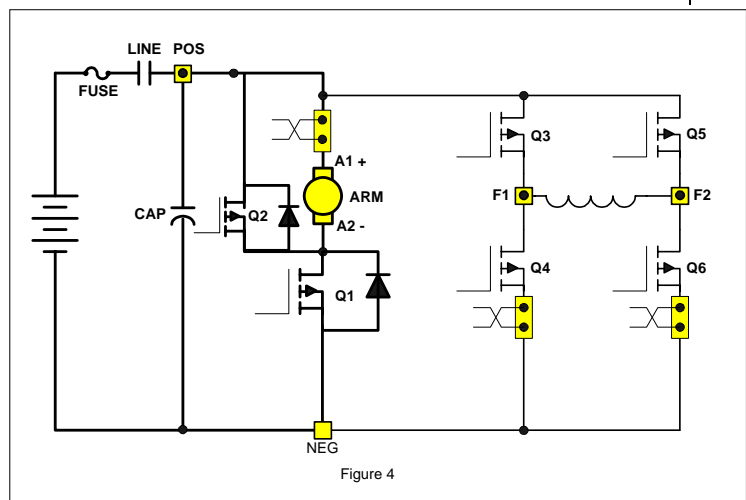 LINE POS
FUSE
Q3
Q5
A1 +
ARM
F1
F2
CAP
Q2
A2 -
Q4
Q6
Q1
NEG
Figure 4